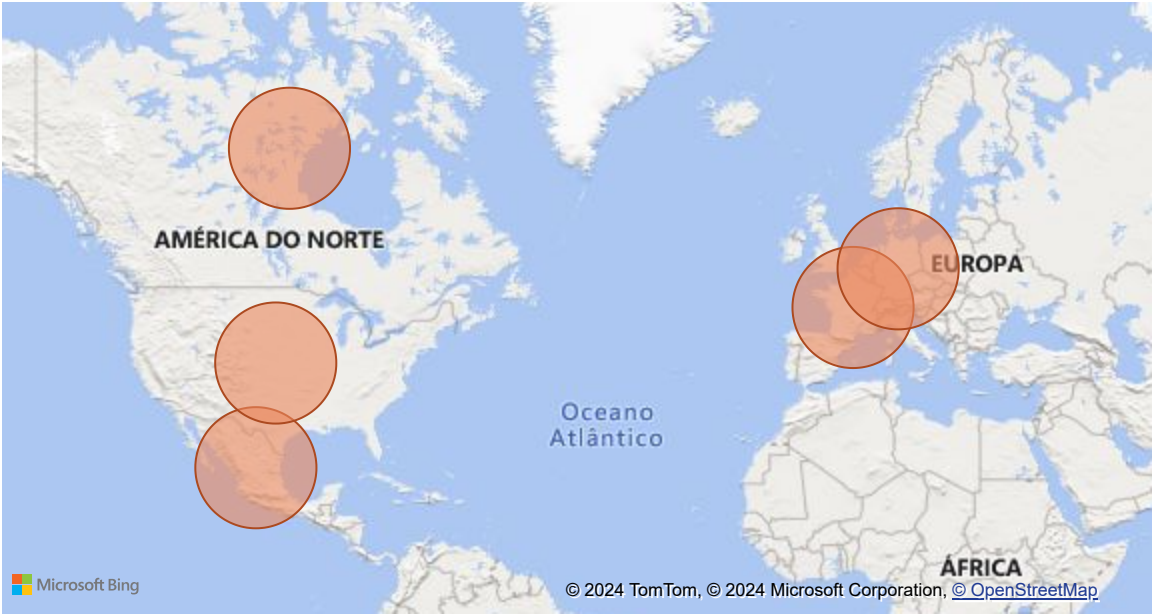 AMÉRICA DO NORTE
EUROPA
Oceano
Atlântico
ÁFRICA
Microsoft Bing
© 2024 TomTom, © 2024 Microsoft Corporation, © OpenStreetMap